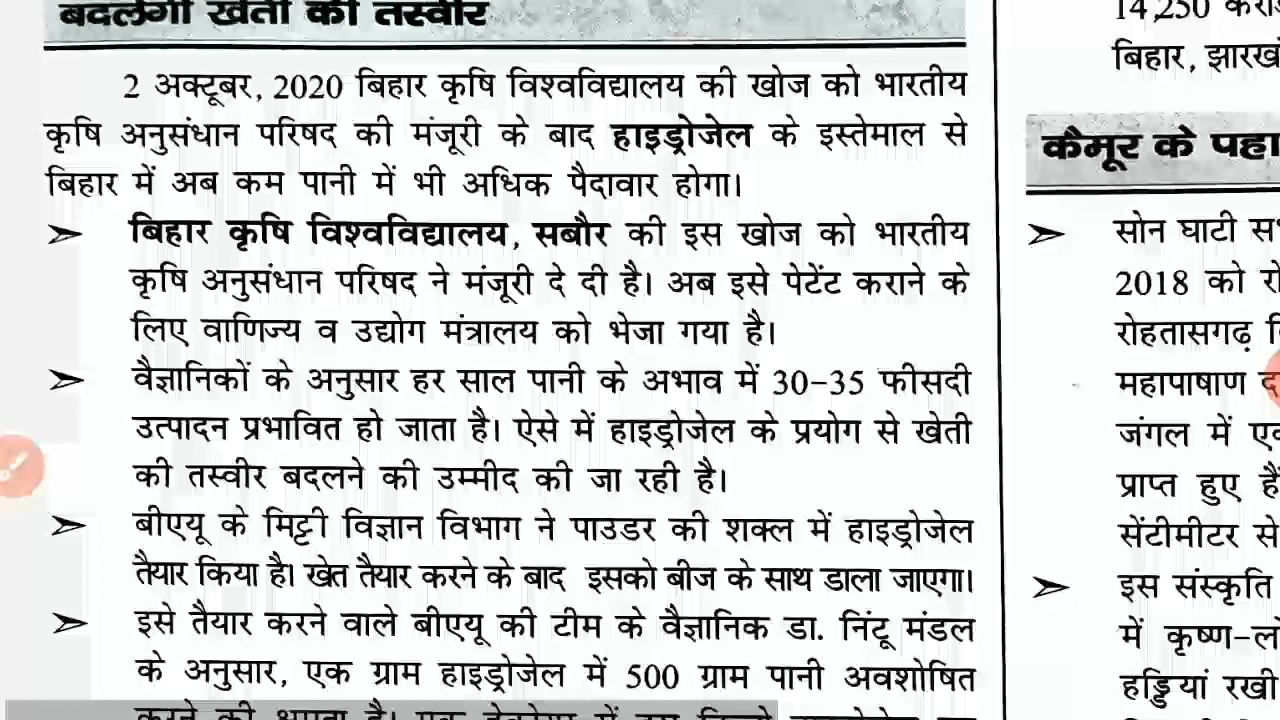 बदलेगी खेती की तस्वीर
2 अक्टूबर, 2020 बिहार कृषि विश्वविद्यालय की खोज को भारतीय
कृषि अनुसंधान परिषद की मंजूरी के बाद हाइड्रोजेल के इस्तेमाल से
बिहार में अब कम पानी में भी अधिक पैदावार होगा।
➢ बिहार कृषि विश्वविद्यालय, सबौर की इस खोज को भारतीय
कृषि अनुसंधान परिषद ने मंजूरी दे दी है। अब इसे पेटेंट कराने के
लिए वाणिज्य व उद्योग मंत्रालय को भेजा गया है।
➢ वैज्ञानिकों के अनुसार हर साल पानी के अभाव में 30-35 फीसदी
उत्पादन प्रभावित हो जाता है। ऐसे में हाइड्रोजेल के प्रयोग से खेती
की तस्वीर बदलने की उम्मीद की जा रही है।
➢ बीएयू के मिट्टी विज्ञान विभाग ने पाउडर की शक्ल में हाइड्रोजेल
तैयार किया है। खेत तैयार करने के बाद इसको बीज के साथ डाला जाएगा।
➢ इसे तैयार करने वाले बीएयू की टीम के वैज्ञानिक डा. निंटू मंडल
के अनुसार, एक ग्राम हाइड्रोजेल में 500 ग्राम पानी अवशोषित
14,250
बिहार,
कैमूर के
➢ सोन घाटी
2018 को
रोहतासगढ़
महापाषाण
जंगल में
प्राप्त हुए
सेंटीमीटर से
➢ इस संस्कृति
में
हड्डियां रखी